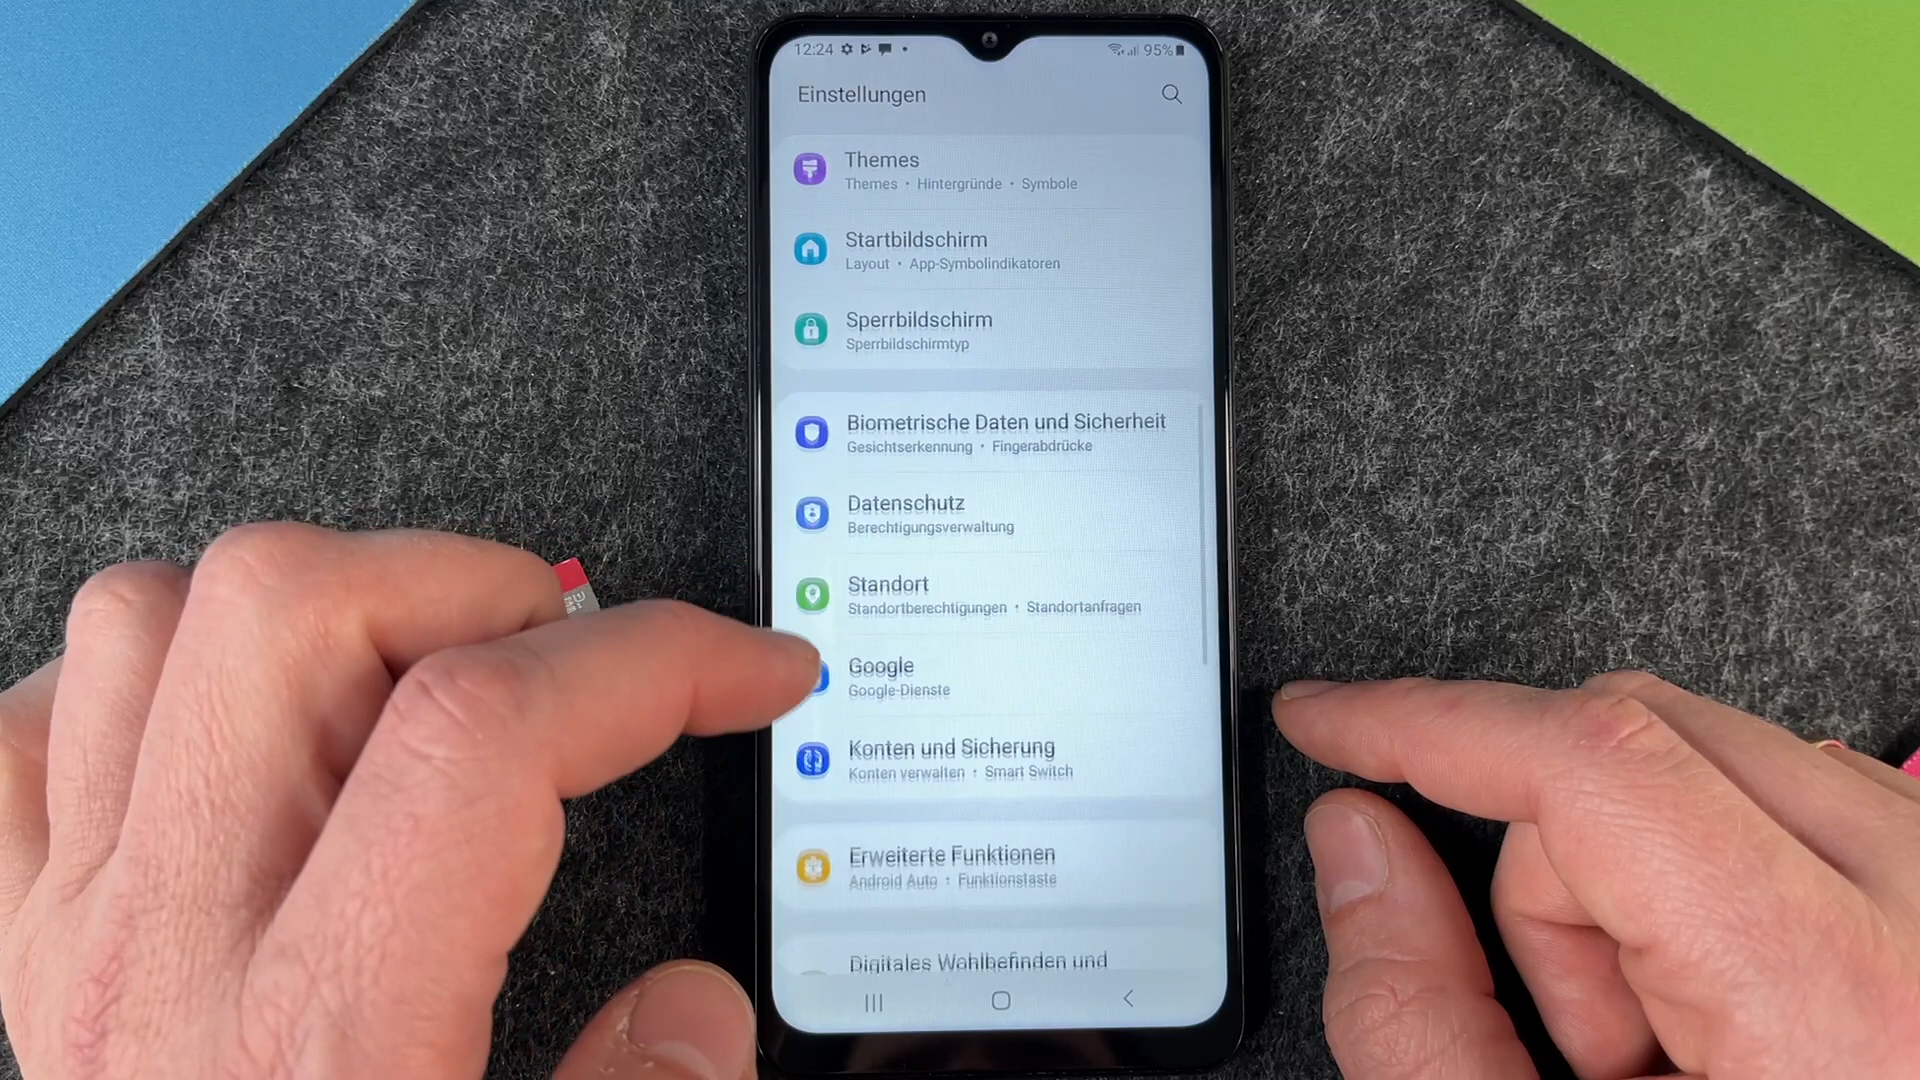 12:24 95%
Einstellungen
Themes
Themes • Hintergründe • Symbole
Startbildschirm
Layout • App-Symbolindikatoren
Sperrbildschirm
Sperrbildschirmtyp
Biometrische Daten und Sicherheit
Gesichtserkennung • Fingerabdrücke
Datenschutz
Berechtigungsverwaltung
Standort
Standortberechtigungen • Standortanfragen
Google
Google-Dienste
Konten und Sicherung
Konten verwalten • Smart Switch
Erweiterte Funktionen
Android Auto • Funktionstaste
Digitales Wohlbefinden und